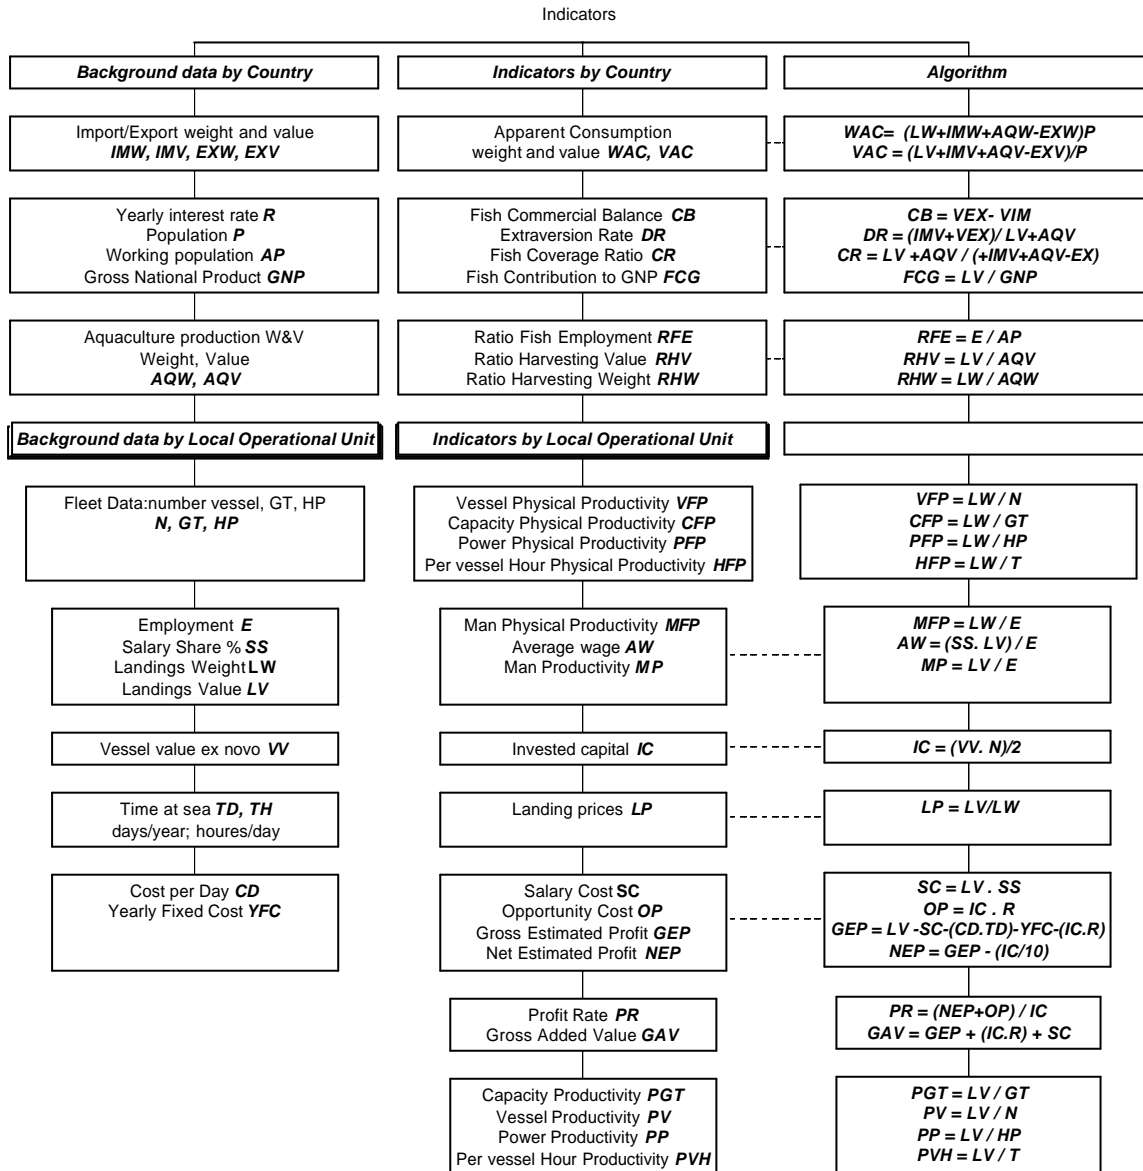 Indicators
Background data by Country
Indicators by Country
Algorithm
Import/Export weight and value
IMW, IMV, EXW, EXV
Apparent Consumption
weight and value WAC, VAC
WAC= (LW+IMW+AQW-EXW)P
VAC = (LV+IMV+AQV-EXV)/P
Yearly interest rate R
Population P
Working population AP
Gross National Product GNP
Fish Commercial Balance CB
Extraversion Rate DR
Fish Coverage Ratio CR
Fish Contribution to GNP FCG
CB = VEX- VIM
DR = (IMV+VEX)/ LV+AQV
CR = LV +AQV / (+IMV+AQV-EX)
FCG = LV / GNP
Aquaculture production W&V
Weight, Value
AQW, AQV
Ratio Fish Employment RFE
Ratio Harvesting Value RHV
Ratio Harvesting Weight RHW
RFE = E / AP
RHV = LV / AQV
RHW = LW / AQW
Background data by Local Operational Unit
Indicators by Local Operational Unit
Fleet Data:number vessel, GT, HP
N, GT, HP
Vessel Physical Productivity VFP
Capacity Physical Productivity CFP
Power Physical Productivity PFP
Per vessel Hour Physical Productivity HFP
VFP = LW / N
CFP = LW / GT
PFP = LW / HP
HFP = LW / T
Employment E
Salary Share % SS
Landings Weight LW
Landings Value LV
Man Physical Productivity MFP
Average wage AW
Man Productivity MP
MFP = LW / E
AW = (SS. LV) / E
MP = LV / E
Vessel value ex novo VV
Invested capital IC
IC = (VV. N)/2
Time at sea TD, TH
days/year; houres/day
Landing prices LP
LP = LV/LW
Cost per Day CD
Yearly Fixed Cost YFC
Salary Cost SC
Opportunity Cost OP
Gross Estimated Profit GEP
Net Estimated Profit NEP
SC = LV . SS
OP = IC . R
GEP = LV -SC-(CD.TD)-YFC-(IC.R)
NEP = GEP - (IC/10)
Profit Rate PR
Gross Added Value GAV
PR = (NEP+OP) / IC
GAV = GEP + (IC.R) + SC
Capacity Productivity PGT
Vessel Productivity PV
Power Productivity PP
Per vessel Hour Productivity PVH
PGT = LV / GT
PV = LV / N
PP = LV / HP
PVH = LV / T